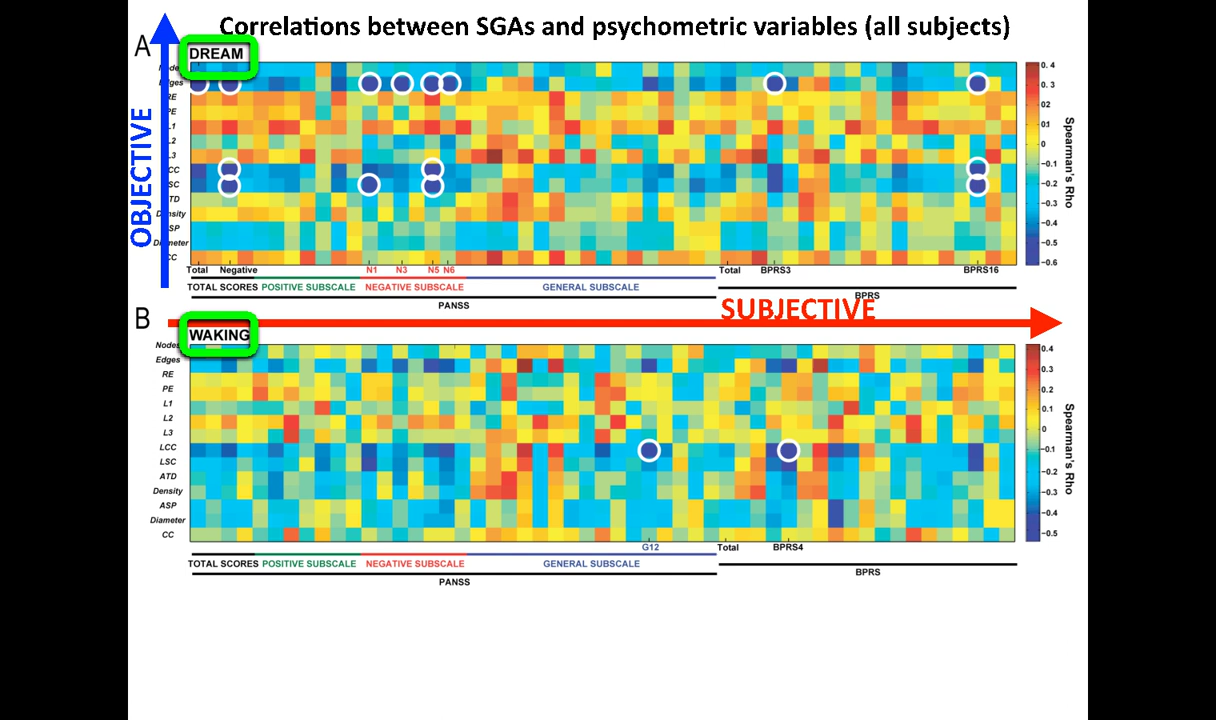 Correlations between SGAs and psychometric variables (all subjects)
A
DREAM
OBJECTIVE
Edges
RE
PE
L1
L2
L3
CC
SC
TD
Density
SP
Diameter
CC
0.4
0.3
0.2
0.1
0
−0.1
−0.2
−0.3
−0.4
−0.5
−0.6
Spearman's Rho
Total Negative N1 N3 N5 N6 Total BPRS3 BPRS16
TOTAL SCORES POSITIVE SUBSCALE NEGATIVE SUBSCALE GENERAL SUBSCALE
BPRS
PANSS
SUBJECTIVE
B
WAKING
Nodes
Edges
RE
PE
L1
L2
L3
LCC
LSC
ATD
Density
ASP
Diameter
CC
0.4
0.3
0.2
0.1
0
−0.1
−0.2
−0.3
−0.4
−0.5
Spearman's Rho
G12 Total BPRS4
TOTAL SCORES POSITIVE SUBSCALE NEGATIVE SUBSCALE GENERAL SUBSCALE
BPRS
PANSS